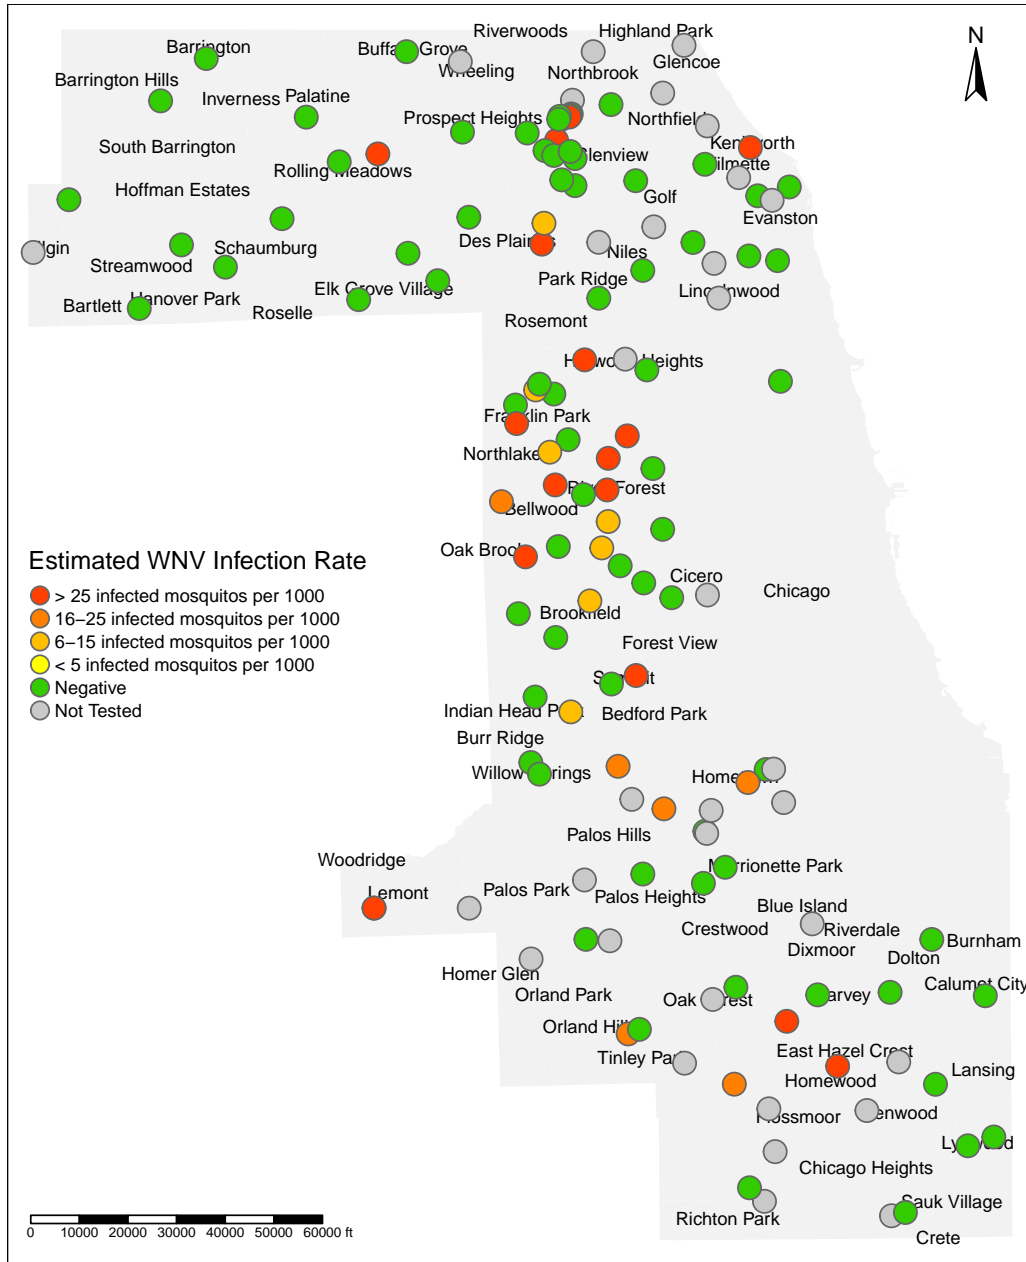 Riverwoods
Highland Park
Barrington
Buffalo Grove
N
Glencoe
Wheeling
Northbrook
Barrington Hills
Inverness
Palatine
Prospect Heights
Northfield
South Barrington
Kenilworth
Glenview
Wilmette
Rolling Meadows
Hoffman Estates
Golf
Evanston
Elgin
Schaumburg
Des Plaines
Niles
Streamwood
Park Ridge
Elk Grove Village
Lincolnwood
Bartlett
Hanover Park
Roselle
Rosemont
Harwood Heights
Franklin Park
Northlake
River Forest
Bellwood
Oak Brook
Estimated WNV Infection Rate
Cicero
Chicago
> 25 infected mosquitos per 1000
16−25 infected mosquitos per 1000
Brookfield
6−15 infected mosquitos per 1000
Forest View
< 5 infected mosquitos per 1000
Summit
Negative
Not Tested
Indian Head Park
Bedford Park
Burr Ridge
Willow Springs
Hometown
Palos Hills
Woodridge
Merrionette Park
Lemont
Palos Park
Palos Heights
Blue Island
Crestwood
Riverdale
Dixmoor
Burnham
Dolton
Homer Glen
Calumet City
Orland Park
Oak Forest
Harvey
Orland Hills
East Hazel Crest
Tinley Park
Lansing
Homewood
Flossmoor
Glenwood
Lynwood
Chicago Heights
Sauk Village
Richton Park
0 10000 20000 30000 40000 50000 60000 ft
Crete